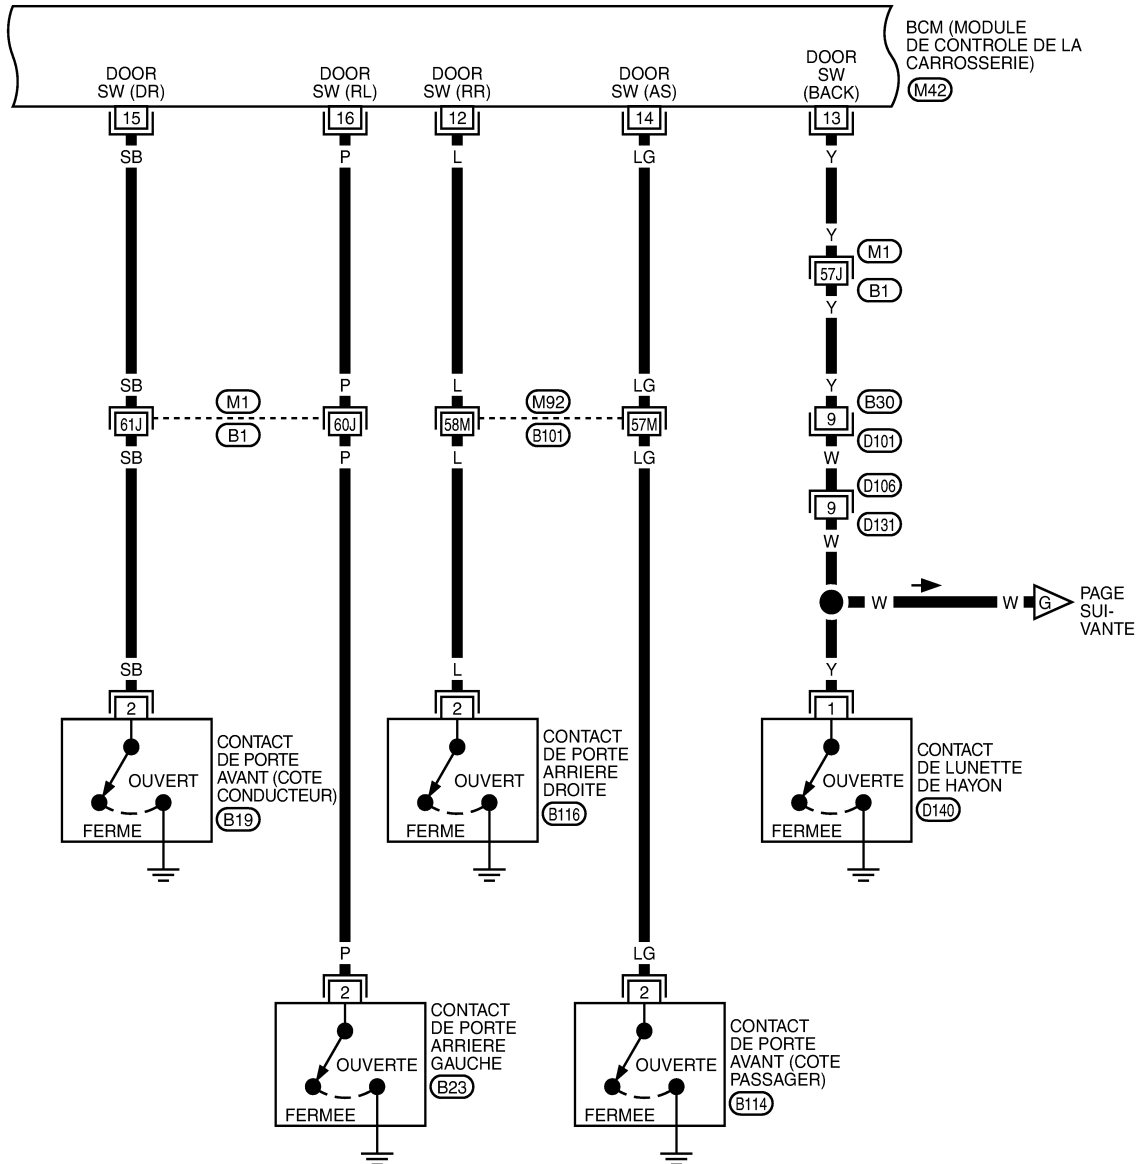 BCM (MODULE
DE CONTROLE DE LA
CARROSSERIE)
M42
DOOR
SW (DR)
DOOR
SW (RL)
DOOR
SW (RR)
DOOR
SW (AS)
DOOR
SW
(BACK)
15
16
12
14
13
SB
P
L
LG
Y
Y
M1
57J
B1
Y
SB
P
L
LG
Y
M1
M92
B30
61J
60J
58M
57M
9
B1
B101
D101
SB
P
L
LG
W
D106
9
D131
W
W
W
G
PAGE
SUI-
VANTE
SB
L
Y
2
2
1
CONTACT
DE PORTE
AVANT (COTE
CONDUCTEUR)
B19
OUVERT
FERME
CONTACT
DE PORTE
ARRIERE
DROITE
B116
OUVERT
FERME
CONTACT
DE LUNETTE
DE HAYON
D140
OUVERTE
FERMEE
P
LG
2
2
CONTACT
DE PORTE
ARRIERE
GAUCHE
B23
OUVERTE
FERMEE
CONTACT
DE PORTE
AVANT (COTE
PASSAGER)
B114
OUVERTE
FERMEE